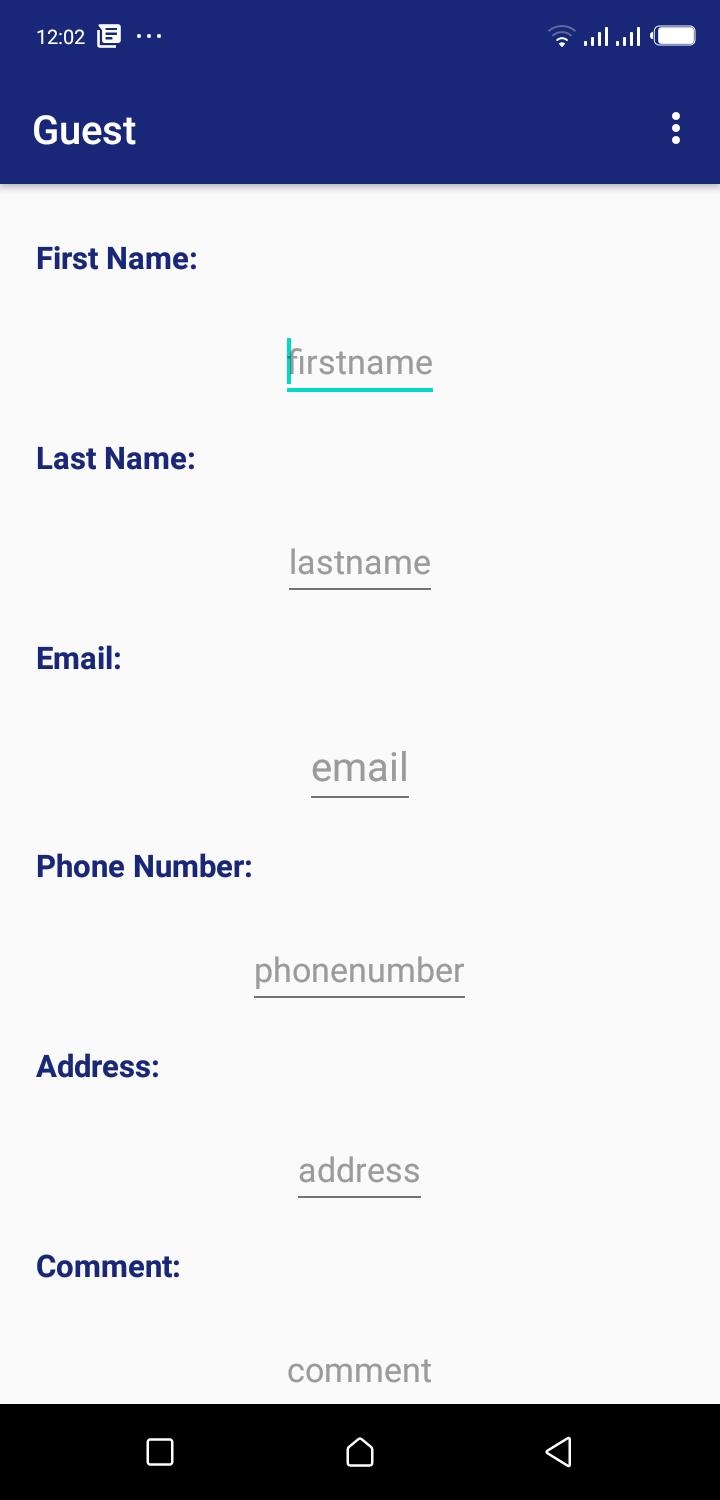 12:02
Guest
First Name:
firstname
Last Name:
lastname
Email:
email
Phone Number:
phonenumber
Address:
address
Comment:
comment